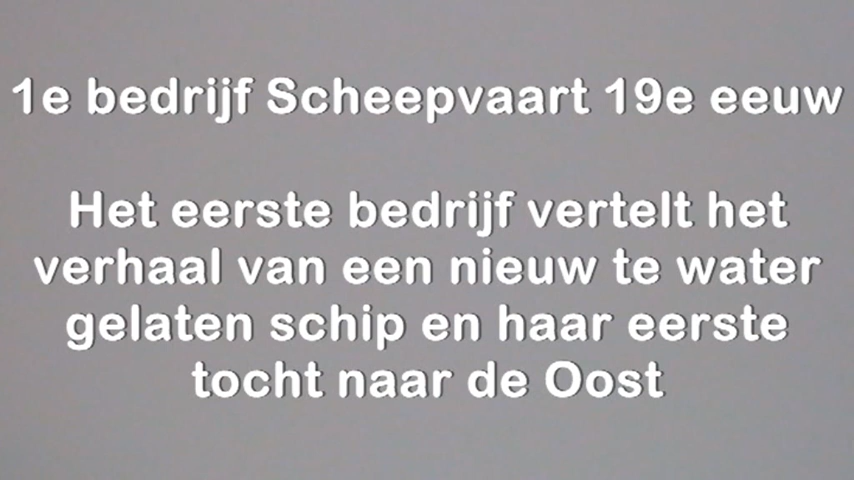 1e bedrijf Scheepvaart 19e eeuw
Het eerste bedrijf vertelt het
verhaal van een nieuw te water
gelaten schip en haar eerste
tocht naar de Oost